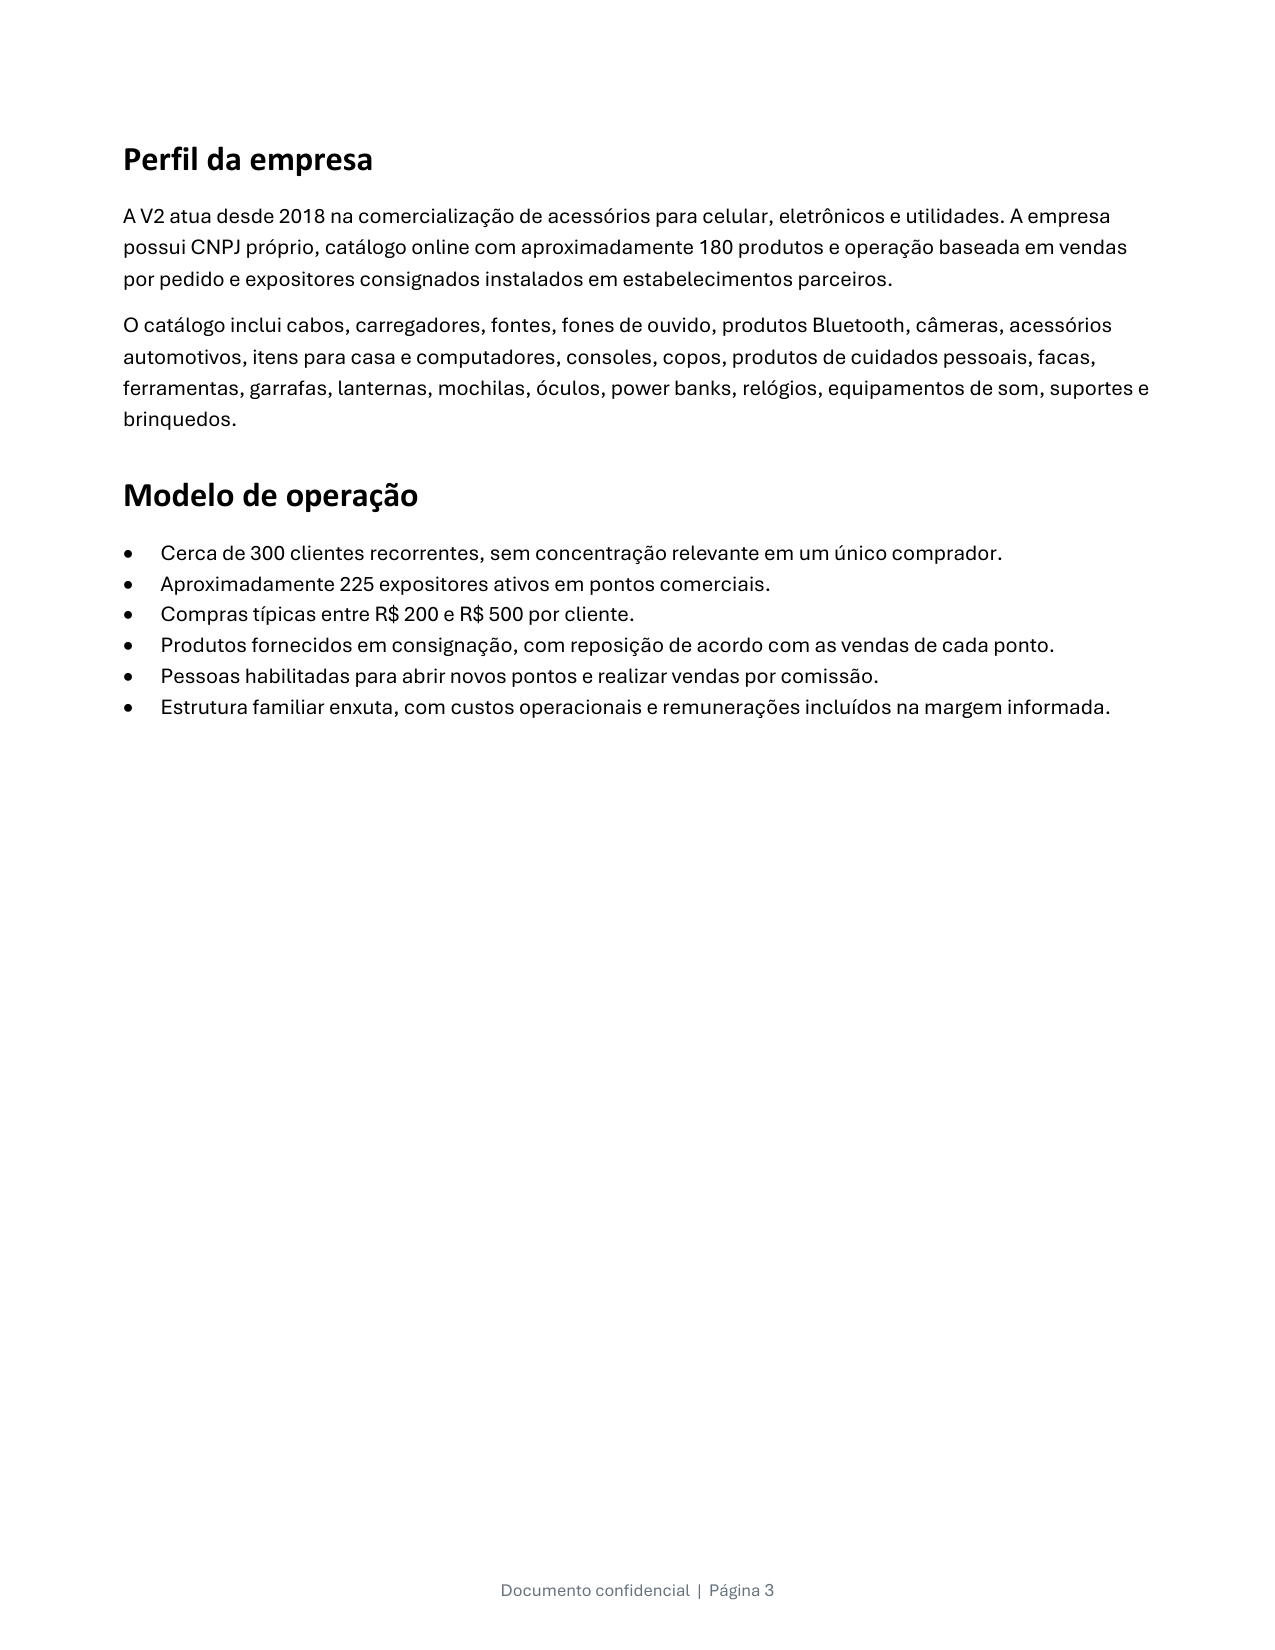 Perfil da empresa
A V2 atua desde 2018 na comercialização de acessórios para celular, eletrônicos e utilidades. A empresa
possui CNPJ próprio, catálogo online com aproximadamente 180 produtos e operação baseada em vendas
por pedido e expositores consignados instalados em estabelecimentos parceiros.
O catálogo inclui cabos, carregadores, fontes, fones de ouvido, produtos Bluetooth, câmeras, acessórios
automotivos, itens para casa e computadores, consoles, copos, produtos de cuidados pessoais, facas,
ferramentas, garrafas, lanternas, mochilas, óculos, power banks, relógios, equipamentos de som, suportes e
brinquedos.
Modelo de operação
• Cerca de 300 clientes recorrentes, sem concentração relevante em um único comprador.
• Aproximadamente 225 expositores ativos em pontos comerciais.
• Compras típicas entre R$ 200 e R$ 500 por cliente.
• Produtos fornecidos em consignação, com reposição de acordo com as vendas de cada ponto.
• Pessoas habilitadas para abrir novos pontos e realizar vendas por comissão.
• Estrutura familiar enxuta, com custos operacionais e remunerações incluídos na margem informada.
Documento confidencial | Página 3